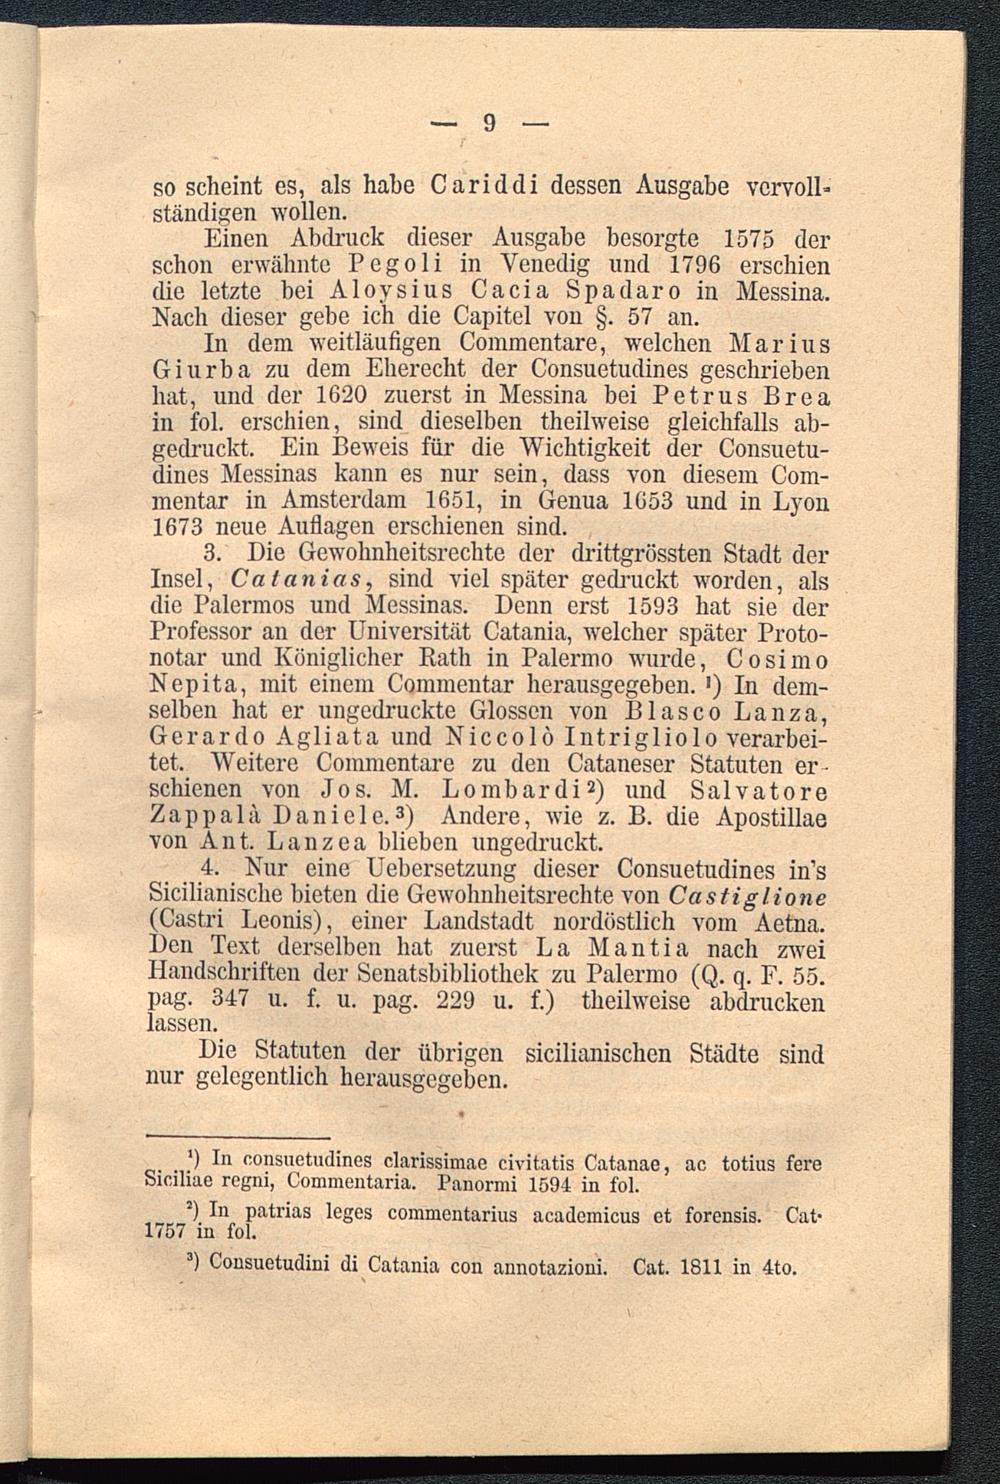 — 9 —
so scheint es, als habe Cariddi dessen Ausgabe vervoll-
ständigen wollen.
Einen Abdruck dieser Ausgabe besorgte 1575 der
schon erwähnte Pegoli in Venedig und 1796 erschien
die letzte bei Aloysius Cacia Spadaro in Messina.
Nach dieser gebe ich die Capitel von §. 57 an.
In dem weitläufigen Commentare, welchen Marius
Giurba zu dem Eherecht der Consuetudines geschrieben
hat, und der 1620 zuerst in Messina bei Petrus Brea
in fol. erschien, sind dieselben theilweise gleichfalls ab-
gedruckt. Ein Beweis für die Wichtigkeit der Consuetu-
dines Messinas kann es nur sein, dass von diesem Com-
mentar in Amsterdam 1651, in Genua 1653 und in Lyon
1673 neue Auflagen erschienen sind.
3. Die Gewohnheitsrechte der drittgrössten Stadt der
Insel, Catanias, sind viel später gedruckt worden, als
die Palermos und Messinas. Denn erst 1593 hat sie der
Professor an der Universität Catania, welcher später Proto-
notar und Königlicher Rath in Palermo wurde, Cosimo
Nepita, mit einem Commentar herausgegeben. ¹) In dem-
selben hat er ungedruckte Glossen von Blasco Lanza,
Gerardo Agliata und Niccolò Intrigliolo verarbei-
tet. Weitere Commentare zu den Cataneser Statuten er-
schienen von Jos. M. Lombardi²) und Salvatore
Zappalà Daniele.³) Andere, wie z. B. die Apostillae
von Ant. Lanzea blieben ungedruckt.
4. Nur eine Uebersetzung dieser Consuetudines in's
Sicilianische bieten die Gewohnheitsrechte von Castiglione
(Castri Leonis), einer Landstadt nordöstlich vom Aetna.
Den Text derselben hat zuerst La Mantia nach zwei
Handschriften der Senatsbibliothek zu Palermo (Q. q. F. 55.
pag. 347 u. f. u. pag. 229 u. f.) theilweise abdrucken
lassen.
Die Statuten der übrigen sicilianischen Städte sind
nur gelegentlich herausgegeben.
¹) In consuetudines clarissimae civitatis Catanae, ac totius fere
Siciliae regni, Commentaria. Panormi 1594 in fol.
²) In patrias leges commentarius academicus et forensis. Cat·
1757 in fol.
³) Consuetudini di Catania con annotazioni. Cat. 1811 in 4to.